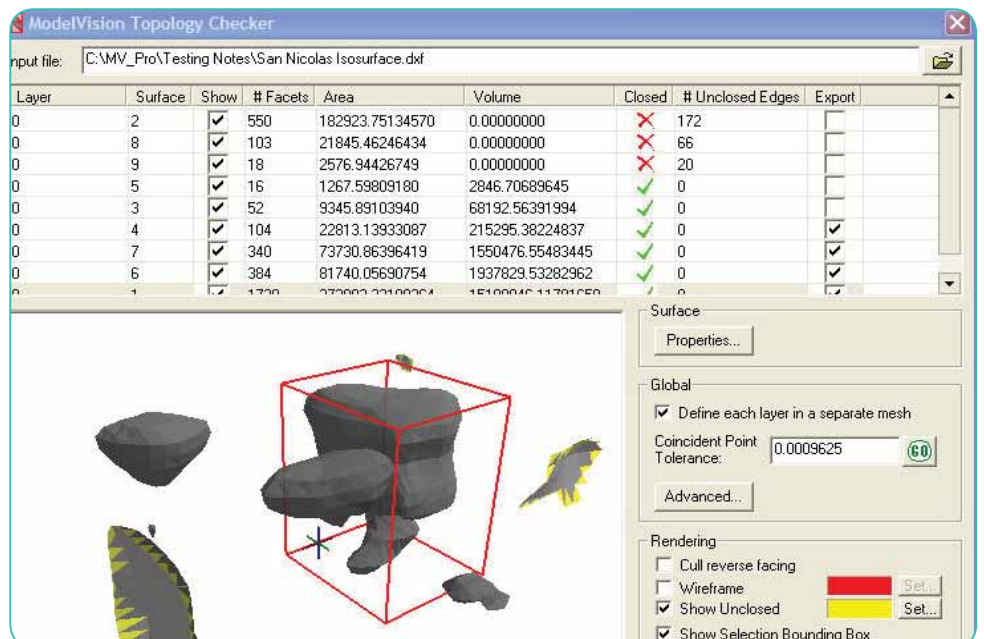 ModelVision Topology Checker
nput file: C:\MV_Pro\Testing Notes\San Nicolas Isosurface.dxf
Layer Surface Show # Facets Area Volume Closed # Unclosed Edges Export
0 2 550 182923.75134570 0.00000000 172
0 8 103 21845.46246434 0.00000000 66
0 9 18 2576.94426749 0.00000000 20
0 5 16 1267.59809180 2846.70689645 0
0 3 52 9345.89103940 68192.56391994 0
0 4 104 22813.13933087 215295.38224837 0
0 7 340 73730.86396419 1550476.55483445 0
0 6 384 81740.05690754 1937829.53282962 0
Surface
Properties...
Global
Define each layer in a separate mesh
Coincident Point
Tolerance: 0.0009625 GO
Advanced...
Rendering
Cull reverse facing
Wireframe Set...
Show Unclosed Set...
Show Selection Bounding Box